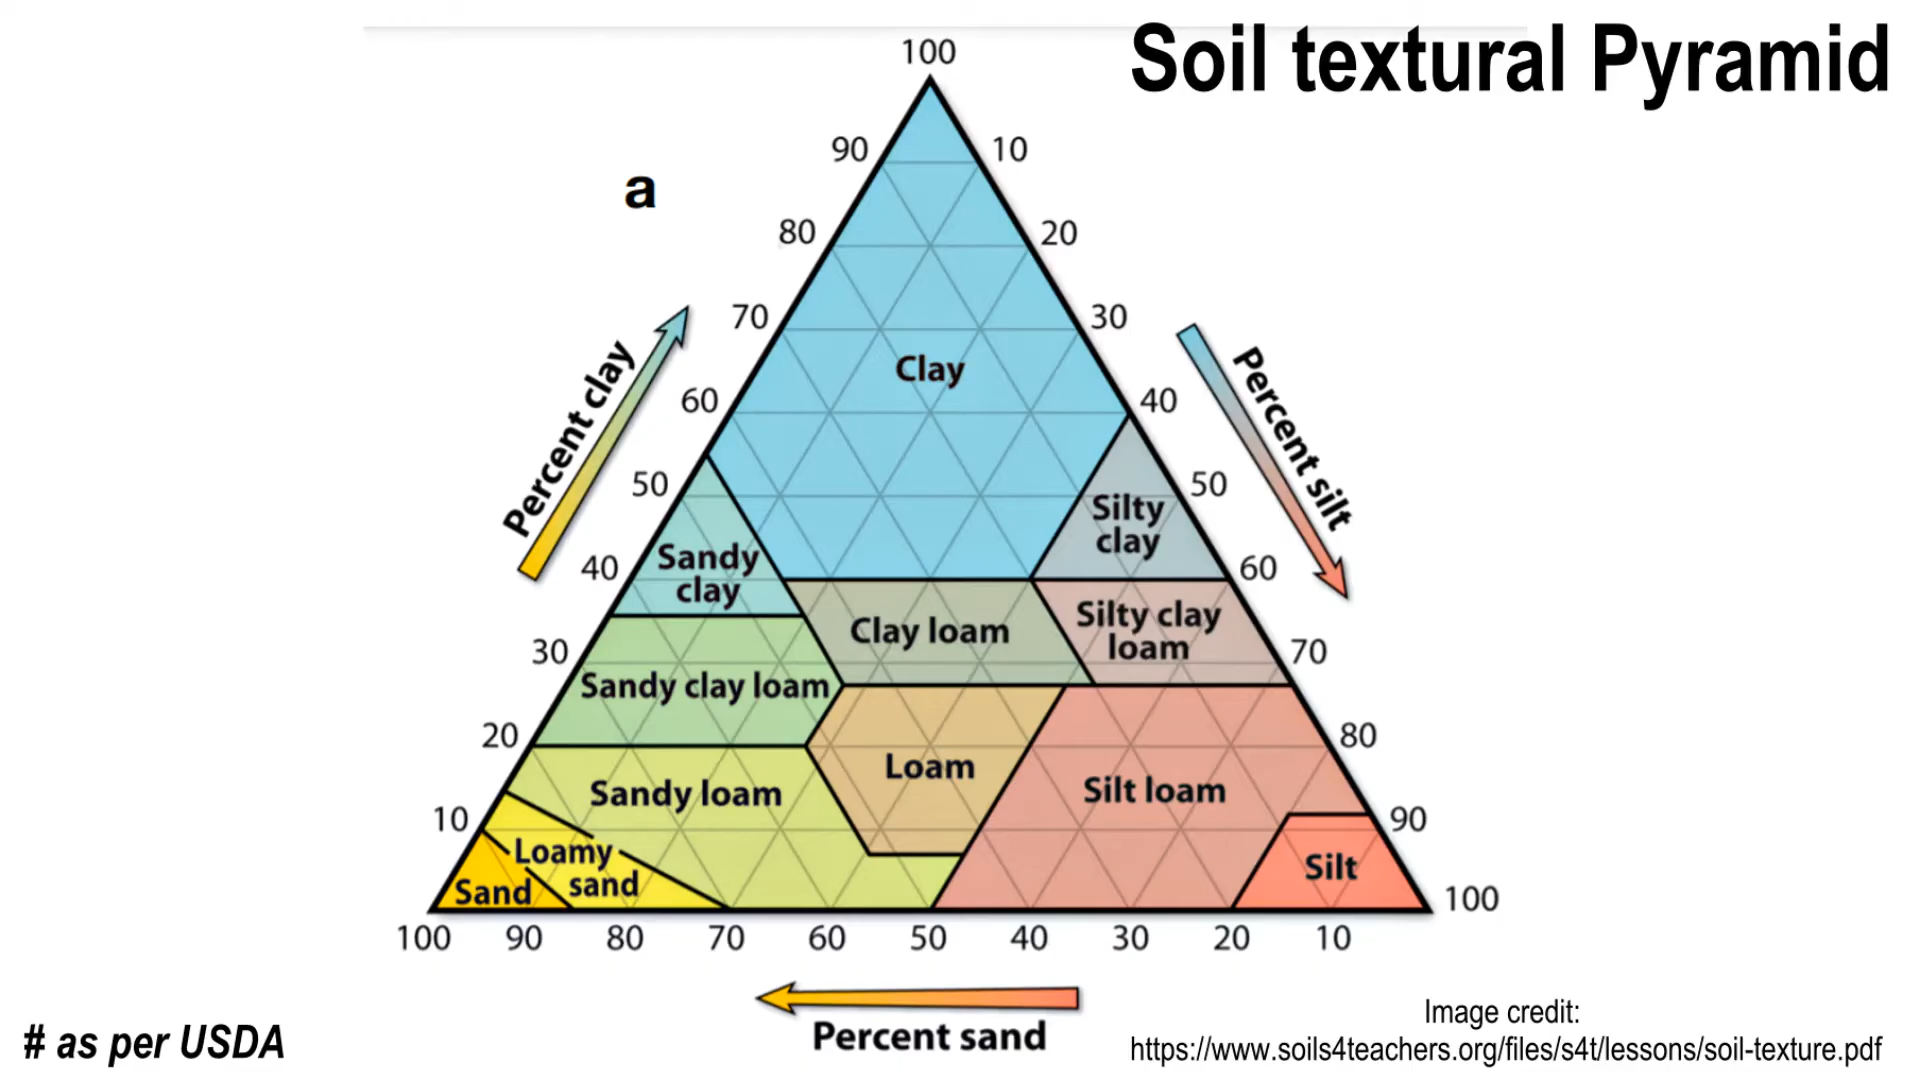 Soil textural Pyramid
100
90
10
a
80
20
70
30
Percent clay
Percent silt
Clay
60
40
50
50
Silty
clay
Sandy
clay
40
60
Clay loam
Silty clay
loam
30
70
Sandy clay loam
20
80
Loam
Sandy loam
Silt loam
10
90
Loamy
sand
Sand
Silt
100
100 90 80 70 60 50 40 30 20 10
Percent sand
# as per USDA
Image credit:
https://www.soils4teachers.org/files/s4t/lessons/soil-texture.pdf